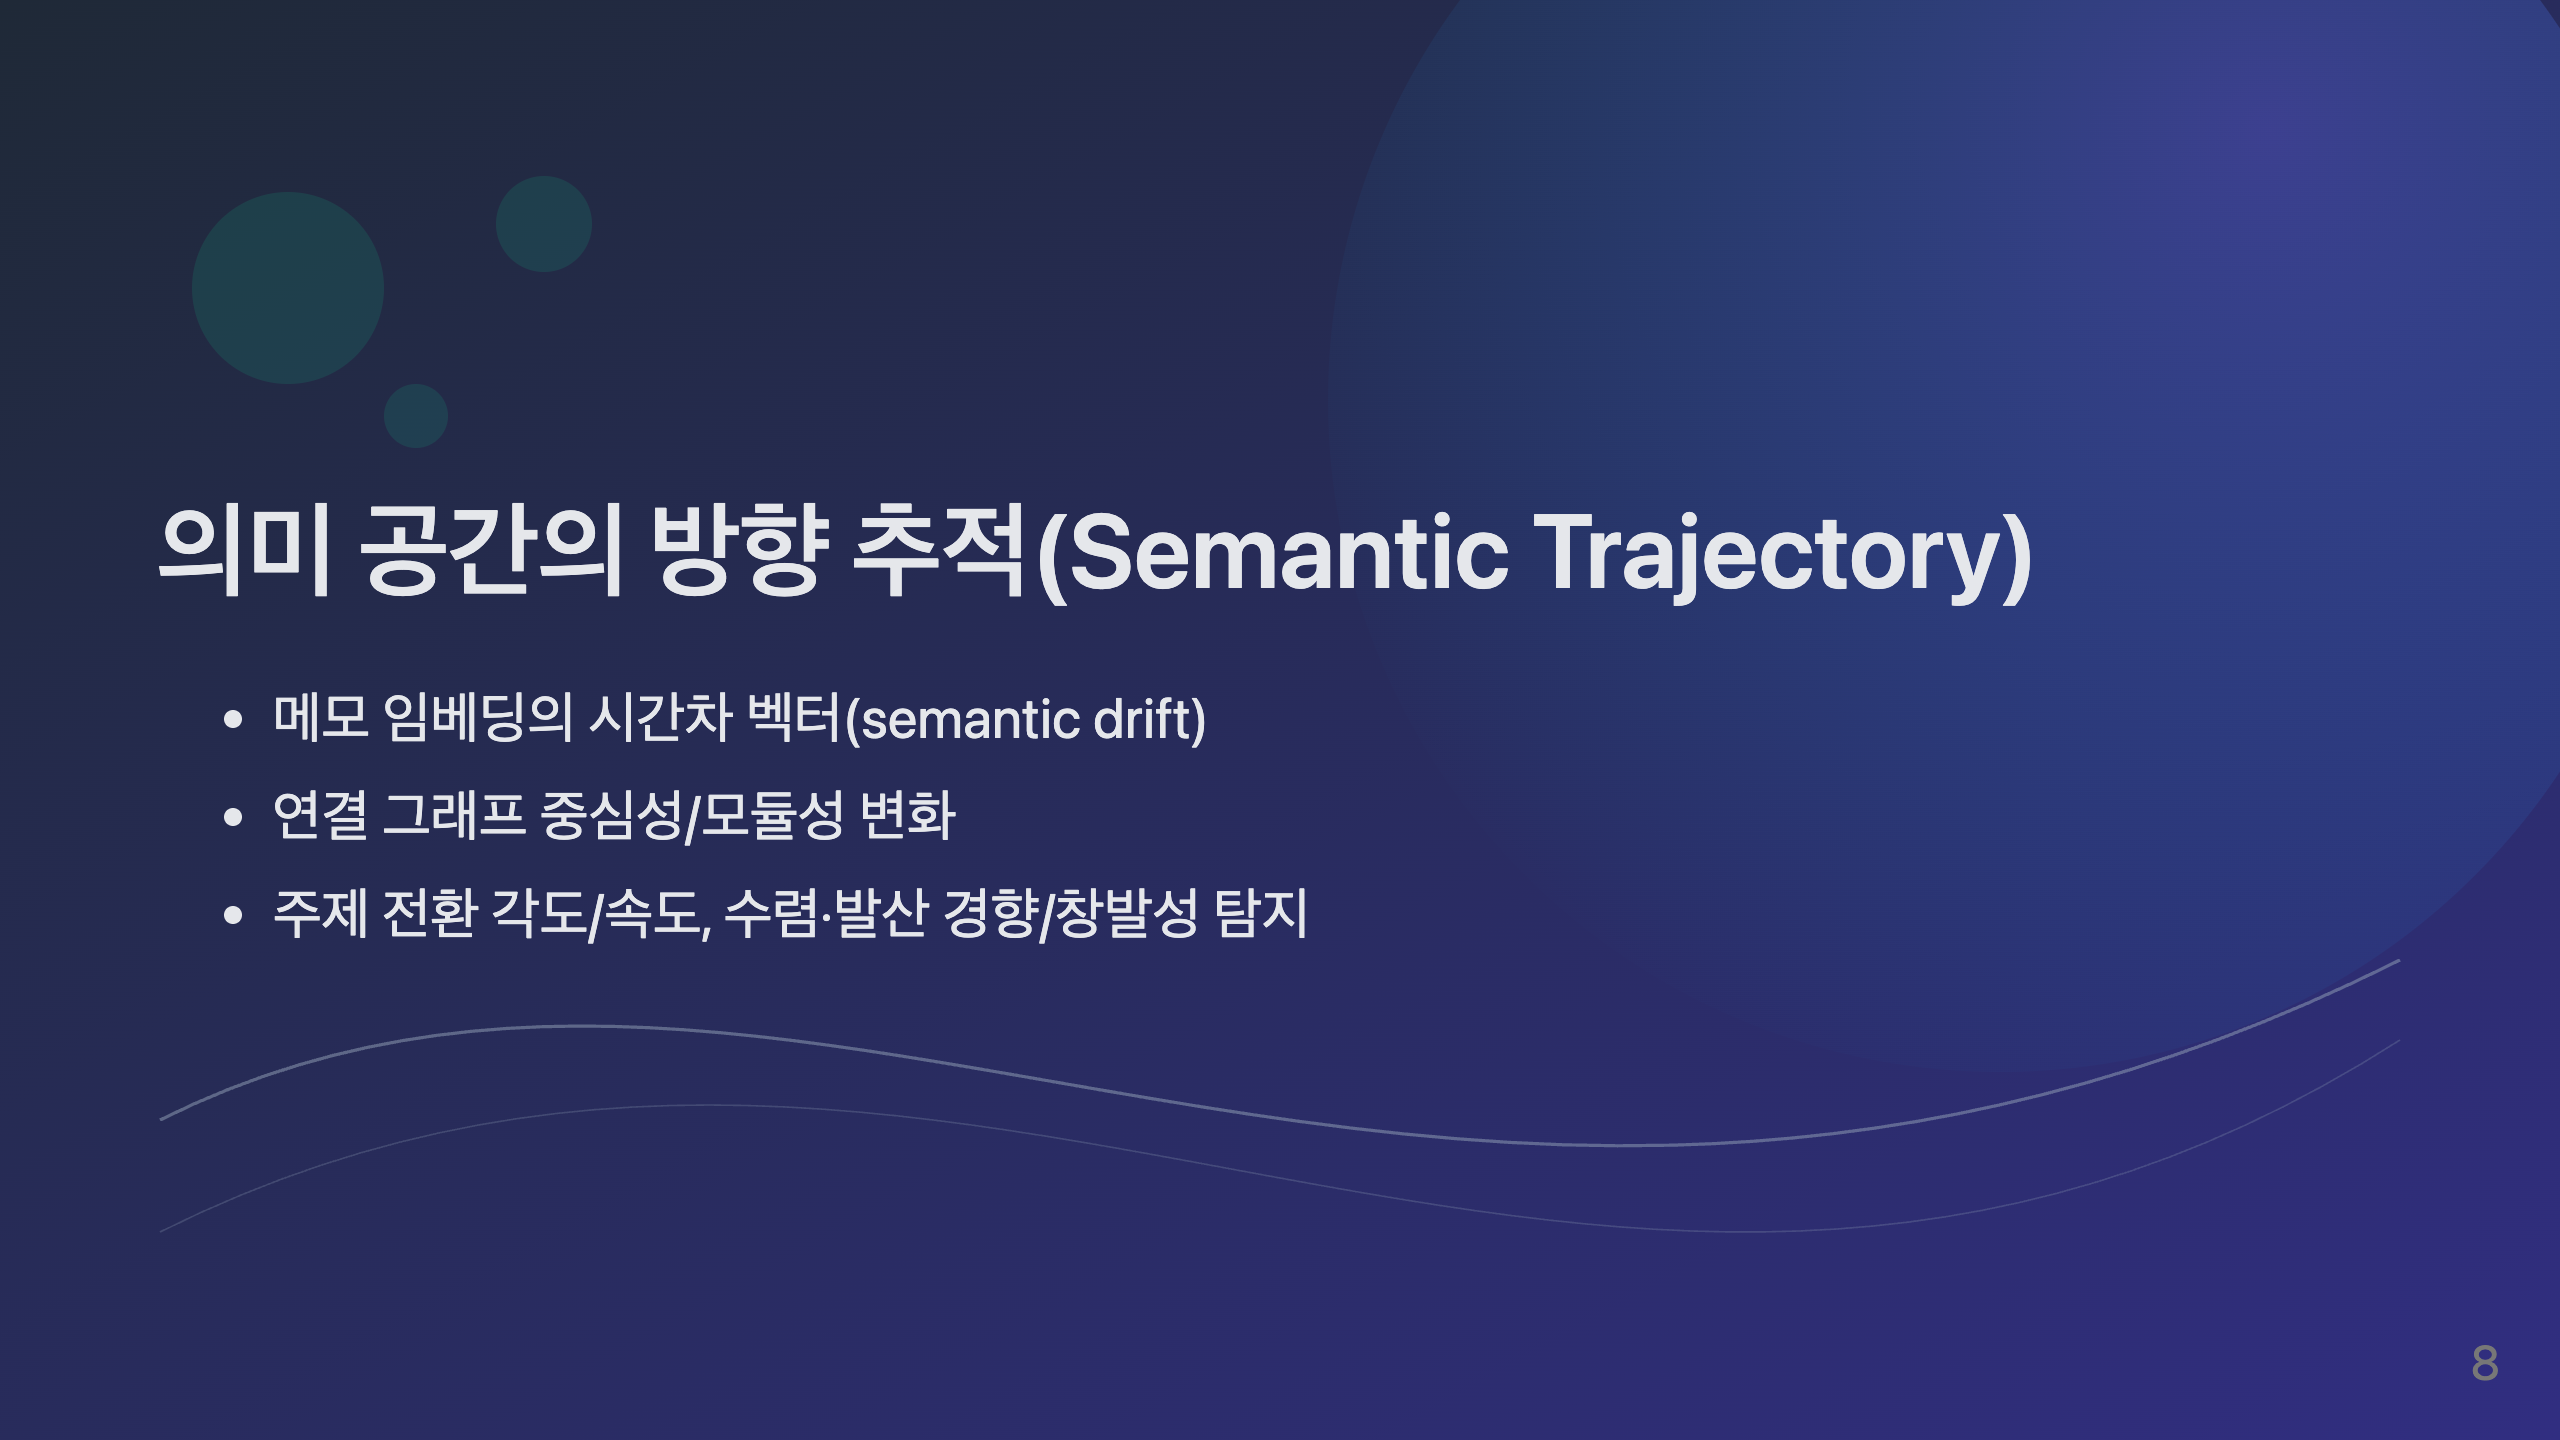 의미 공간의 방향 추적(Semantic Trajectory)
• 메모 임베딩의 시간차 벡터(semantic drift)
• 연결 그래프 중심성/모듈성 변화
• 주제 전환 각도/속도, 수렴·발산 경향/창발성 탐지
8